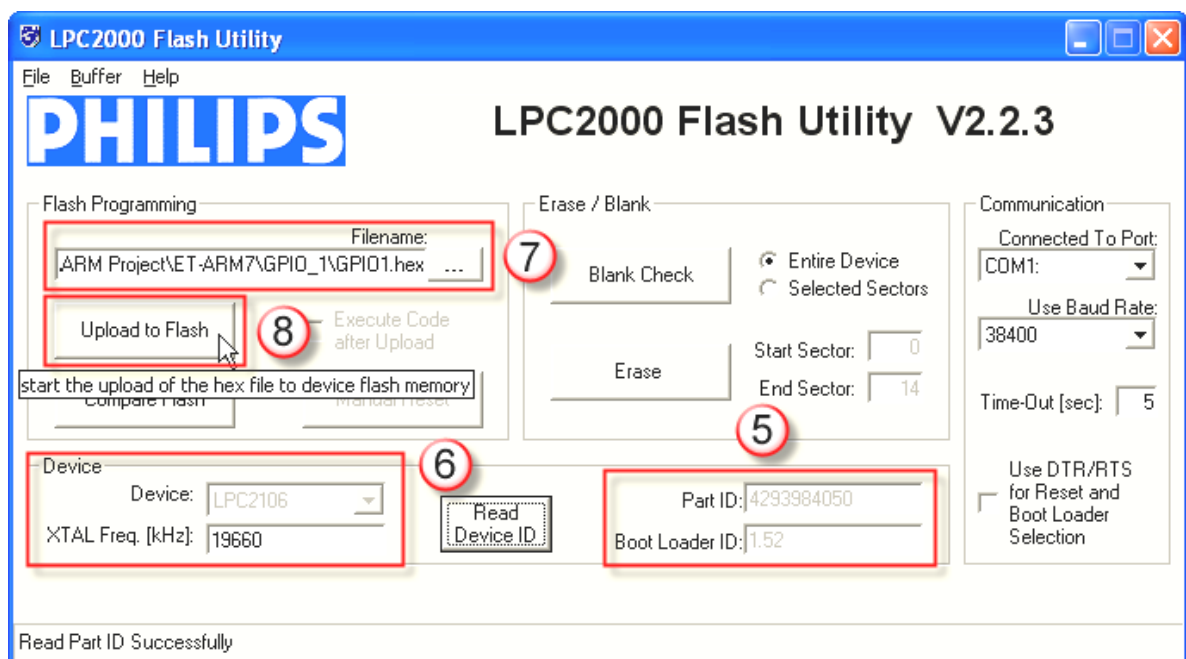 LPC2000 Flash Utility
File Buffer Help
PHILIPS
LPC2000 Flash Utility V2.2.3
Flash Programming
Filename:
ARM Project\ET-ARM7\GPIO_1\GPIO1.hex ...
7
Upload to Flash
8
Execute Code
after Upload
start the upload of the hex file to device flash memory
Compare Flash
Manual Reset
Erase / Blank
Blank Check
Entire Device
Selected Sectors
Erase
Start Sector: 0
End Sector: 14
Communication
Connected To Port:
COM1:
Use Baud Rate:
38400
Time-Out [sec]: 5
Use DTR/RTS
for Reset and
Boot Loader
Selection
Device
6
Device: LPC2106
XTAL Freq. [kHz]: 19660
Read
Device ID
5
Part ID: 4293984050
Boot Loader ID: 1.52
Read Part ID Successfully